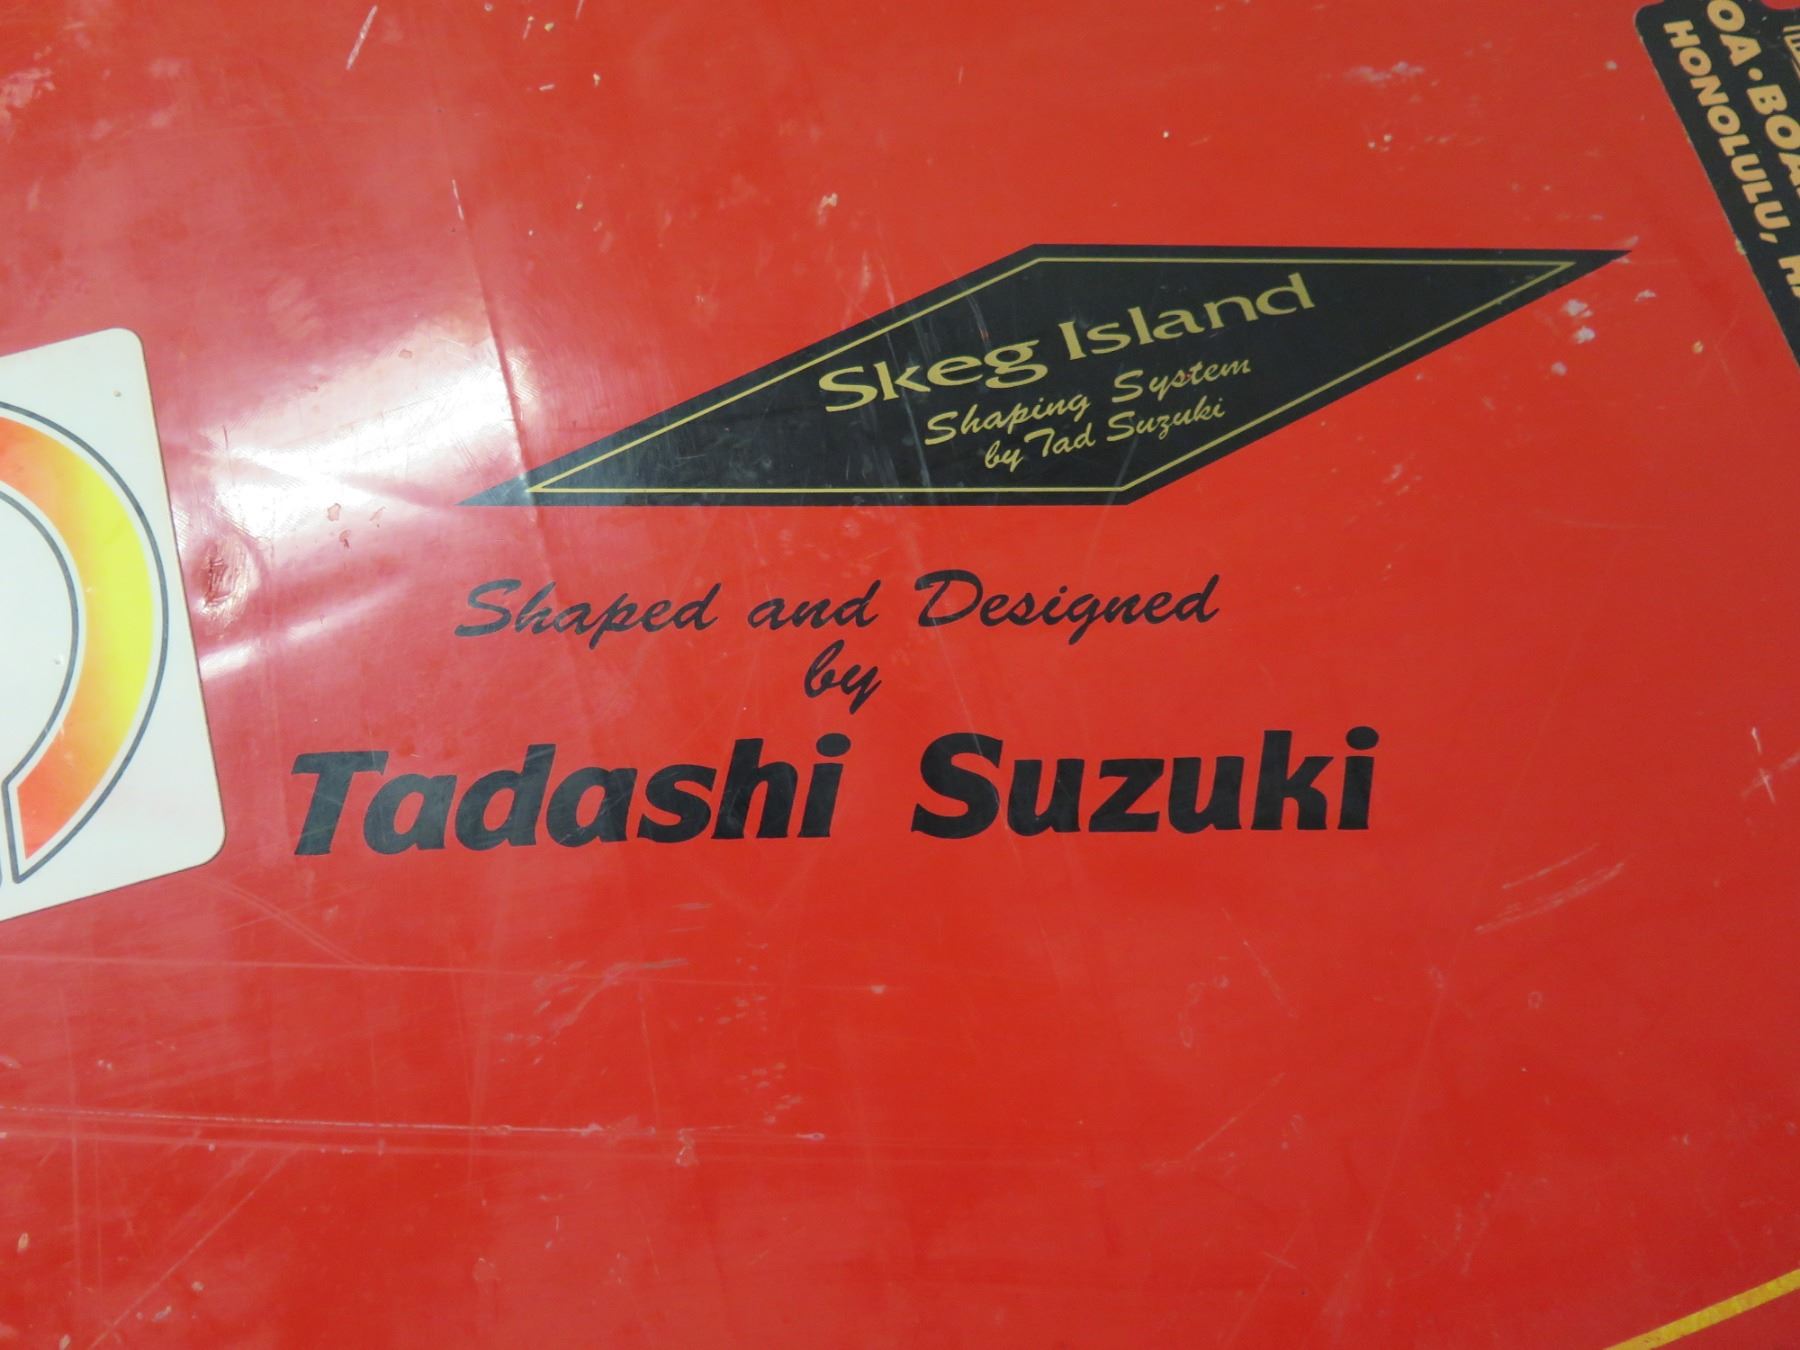 Skeg Island
Shaping System
by Tad Suzuki
Shaped and Designed
by
Tadashi Suzuki
HONOLULU,